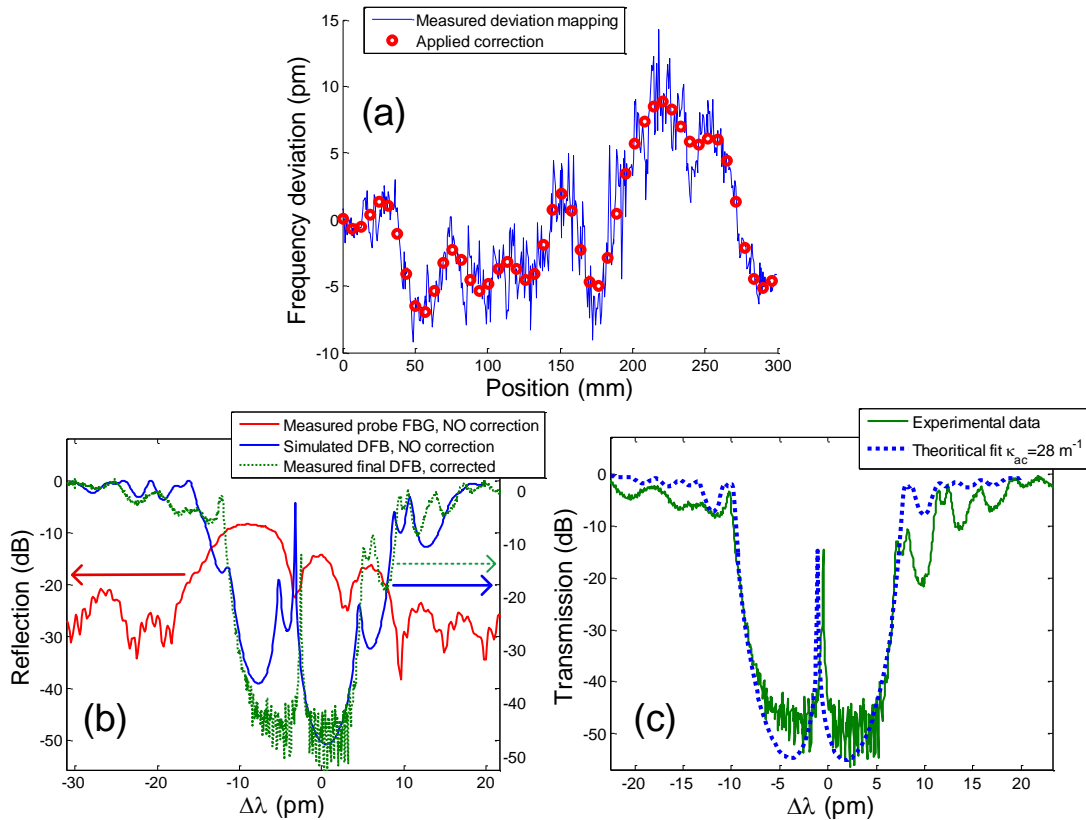 Measured deviation mapping
Applied correction
(a)
Frequency deviation (pm)
15
10
5
0
-5
-10
0
50
100
150
200
250
300
Position (mm)
Measured probe FBG, NO correction
Simulated DFB, NO correction
Measured final DFB, corrected
(b)
Reflection (dB)
0
-10
-20
-30
-40
-50
0
-10
-20
-30
-40
-50
-30
-20
-10
0
10
20
Δλ (pm)
Experimental data
Theoritical fit κac=28 m-1
(c)
Transmission (dB)
0
-10
-20
-30
-40
-50
-20
-15
-10
-5
0
5
10
15
20
Δλ (pm)